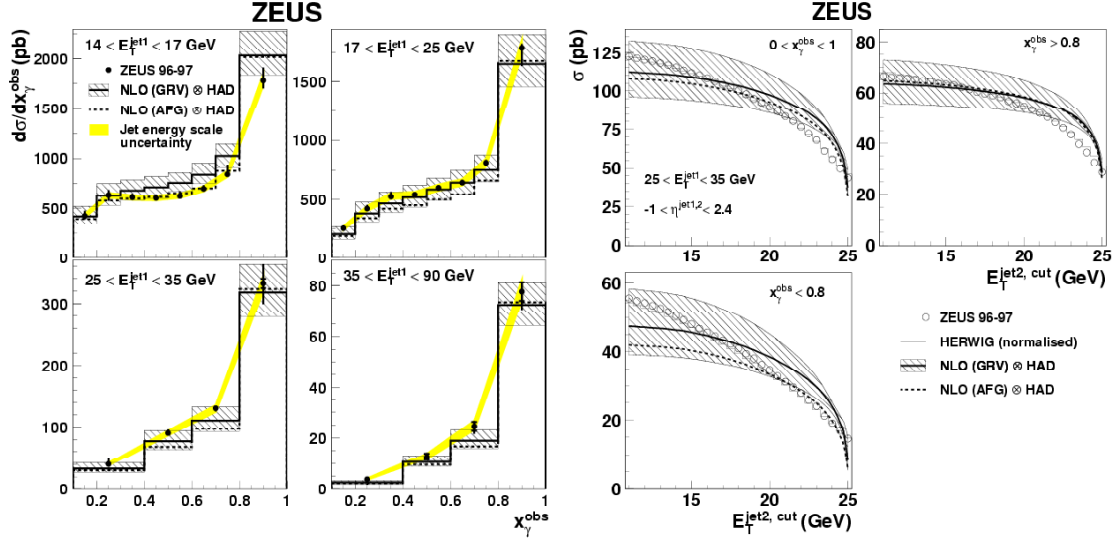 ZEUS
14 < E_T^jet1 < 17 GeV
ZEUS 96-97
NLO (GRV) ⊗ HAD
NLO (AFG) ⊗ HAD
Jet energy scale
uncertainty
dσ/dx_γ^obs (pb)
2000
1500
1000
500
0
17 < E_T^jet1 < 25 GeV
1500
1000
500
0
25 < E_T^jet1 < 35 GeV
300
200
100
0
0.2 0.4 0.6 0.8 1
35 < E_T^jet1 < 90 GeV
80
60
40
20
0
0.2 0.4 0.6 0.8 1
x_γ^obs
ZEUS
σ (pb)
0 < x_γ^obs < 1
125
100
75
50
25
0
25 < E_T^jet1 < 35 GeV
-1 < η^jet1,2 < 2.4
x_γ^obs > 0.8
80
60
40
20
0
15 20 25
E_T^jet2, cut (GeV)
x_γ^obs < 0.8
60
40
20
0
15 20 25
E_T^jet2, cut (GeV)
ZEUS 96-97
HERWIG (normalised)
NLO (GRV) ⊗ HAD
NLO (AFG) ⊗ HAD